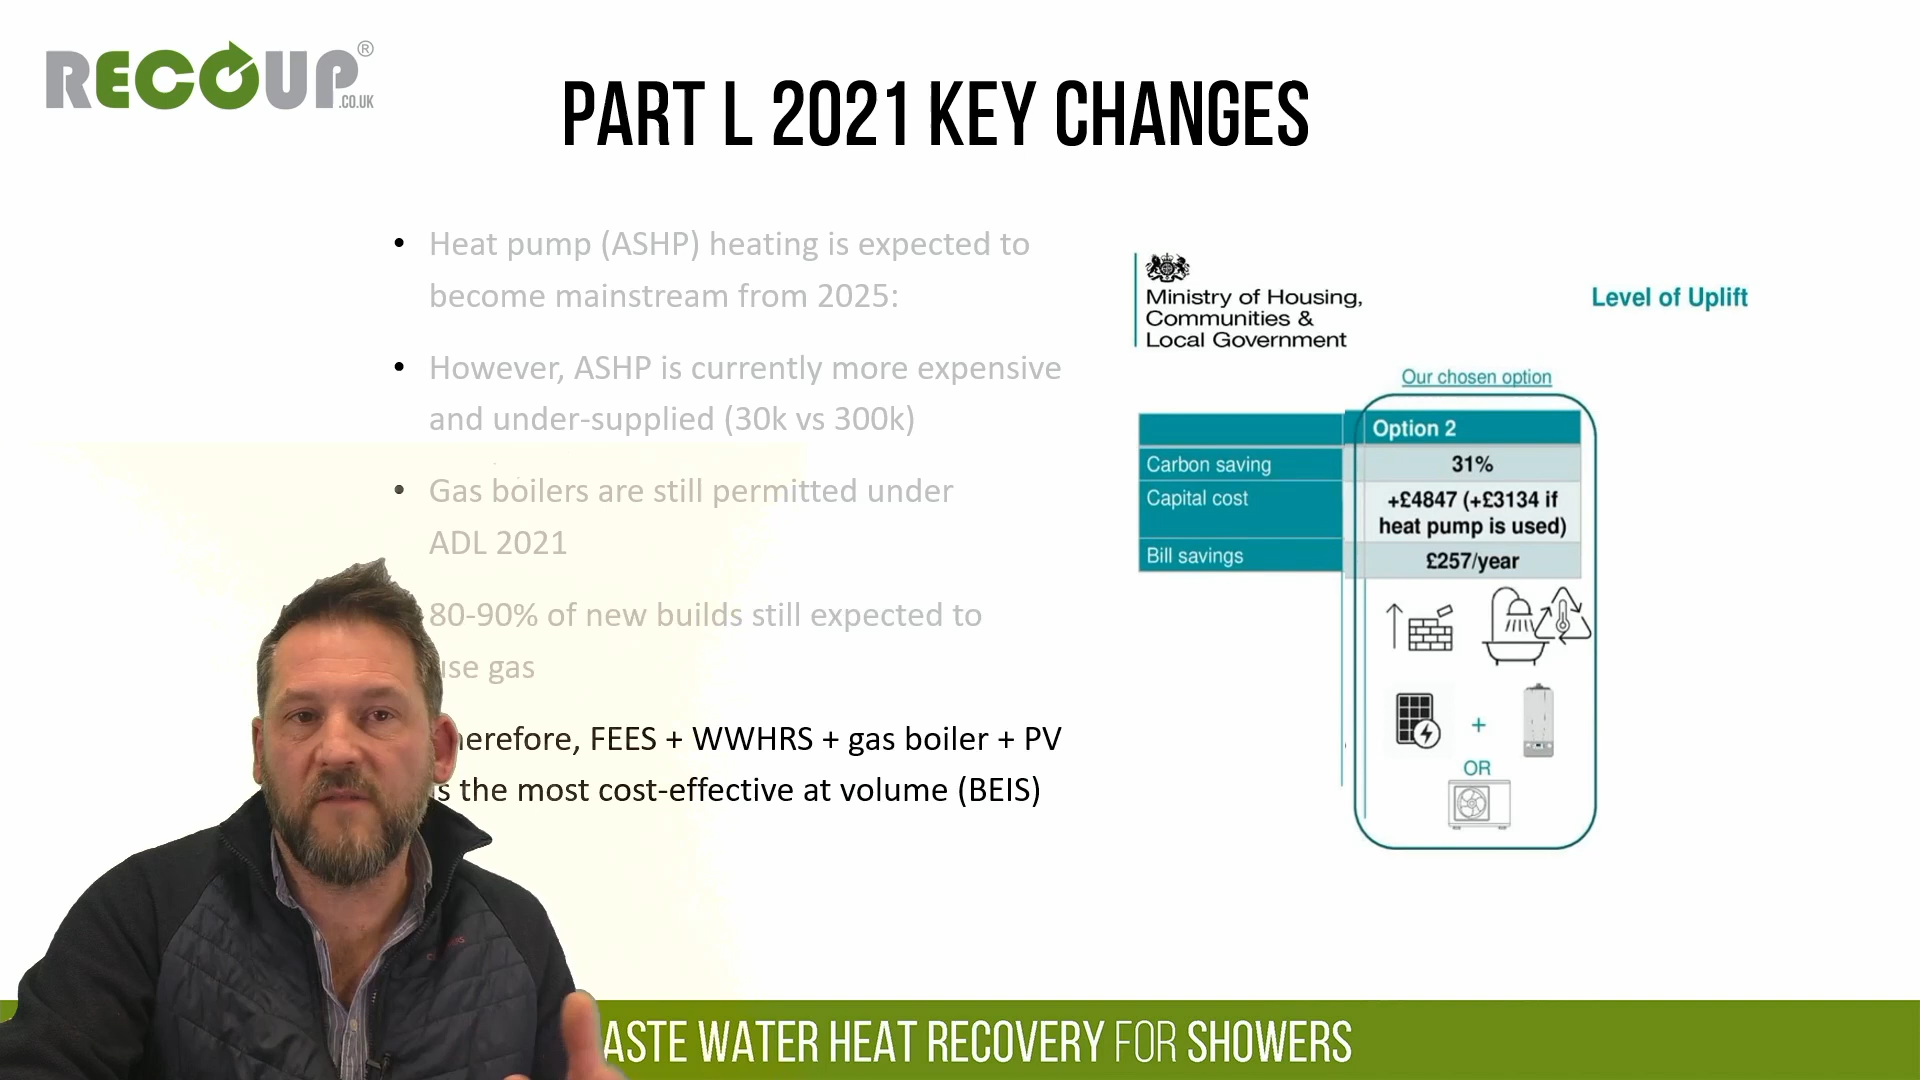 RECOUP®
.CO.UK
PART L 2021 KEY CHANGES
• Heat pump (ASHP) heating is expected to
become mainstream from 2025:
• However, ASHP is currently more expensive
and under-supplied (30k vs 300k)
• Gas boilers are still permitted under
ADL 2021
80-90% of new builds still expected to
use gas
herefore, FEES + WWHRS + gas boiler + PV
s the most cost-effective at volume (BEIS)
Ministry of Housing,
Communities &
Local Government
Level of Uplift
Our chosen option
Option 2
Carbon saving 31%
Capital cost +£4847 (+£3134 if
heat pump is used)
Bill savings £257/year
+
OR
ASTE WATER HEAT RECOVERY FOR SHOWERS